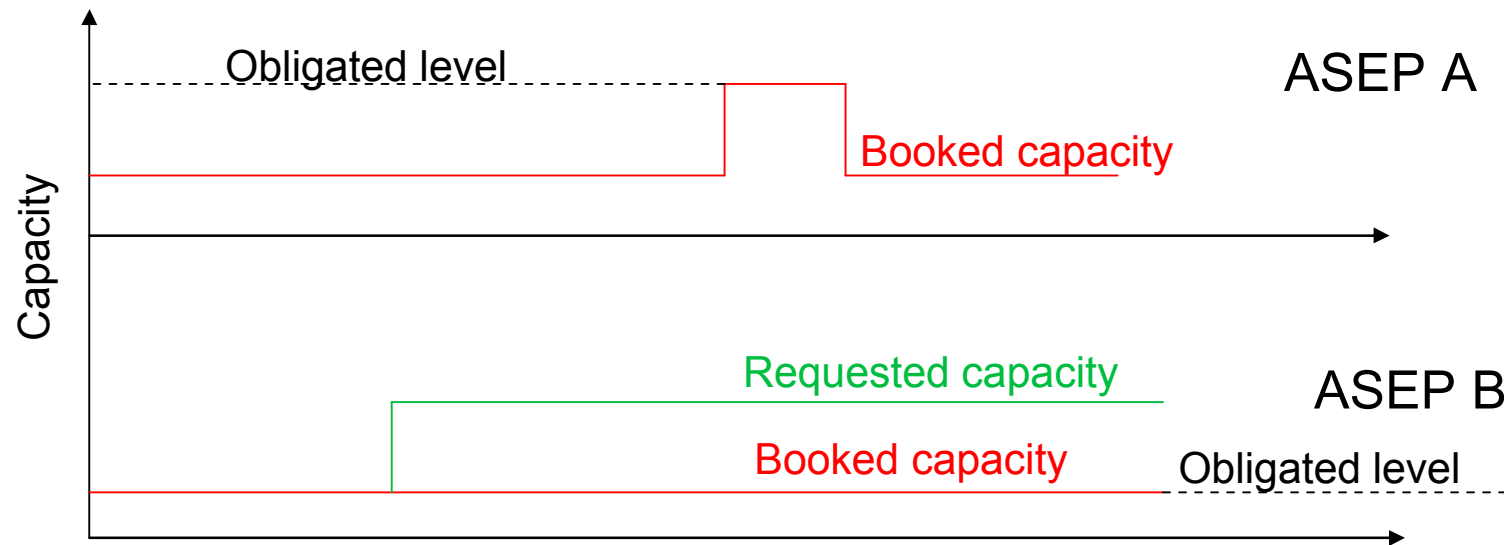 Obligated level
ASEP A
Booked capacity
Capacity
Requested capacity
ASEP B
Booked capacity
Obligated level